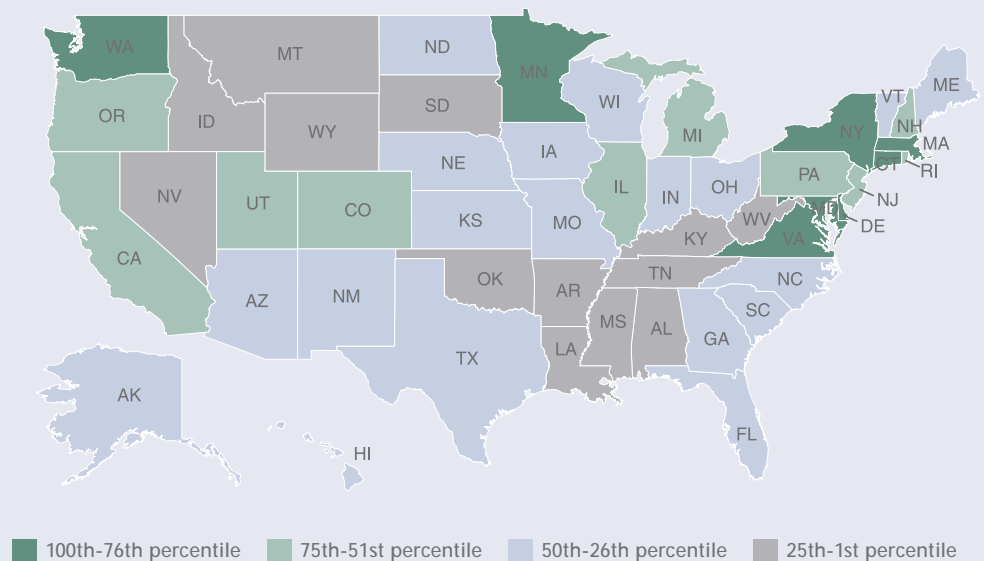 WA
MT
ND
MN
OR
ID
SD
WI
MI
VT
ME
NH
NY
MA
CT
RI
WY
NE
IA
PA
NJ
NV
UT
CO
IL
IN
OH
MD
DE
CA
KS
MO
KY
WV
VA
AZ
NM
OK
AR
TN
NC
SC
MS
AL
GA
TX
LA
FL
AK
HI
100th-76th percentile
75th-51st percentile
50th-26th percentile
25th-1st percentile